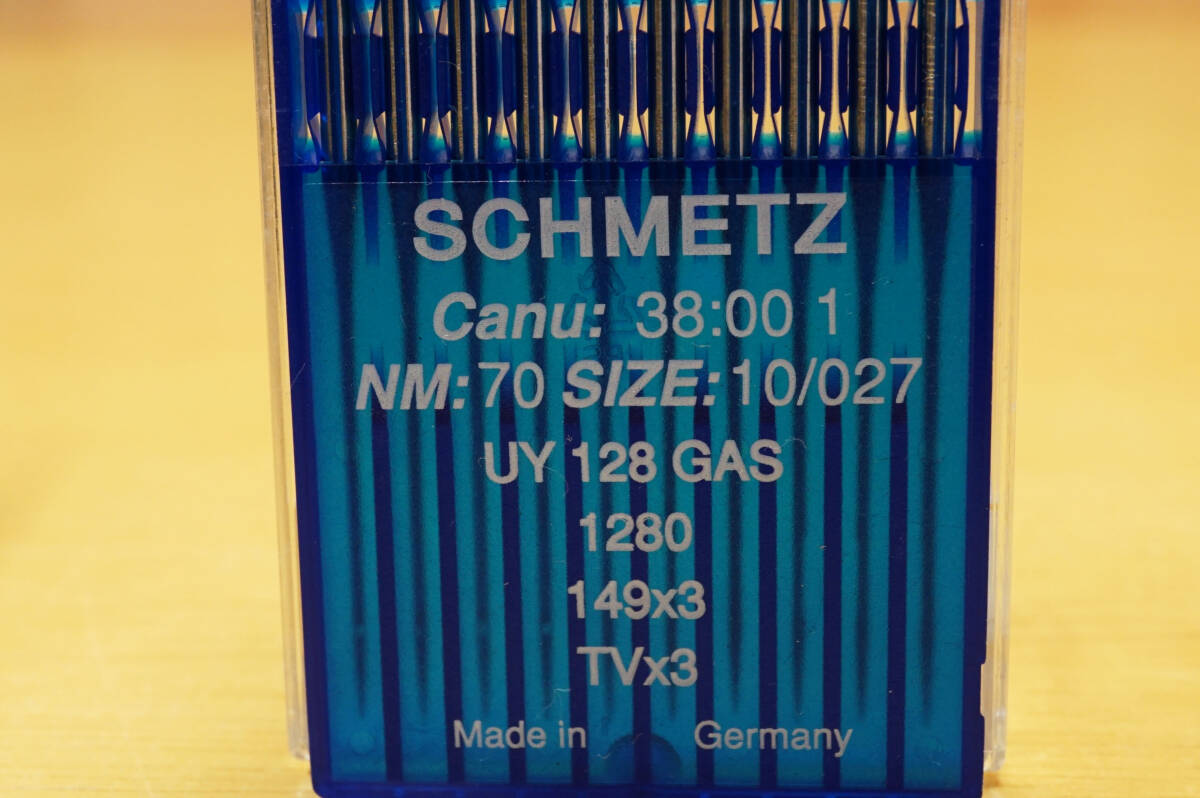 SCHMETZ
Canu: 38:00 1
NM: 70 SIZE: 10/027
UY 128 GAS
1280
149x3
TVx3
Made in Germany